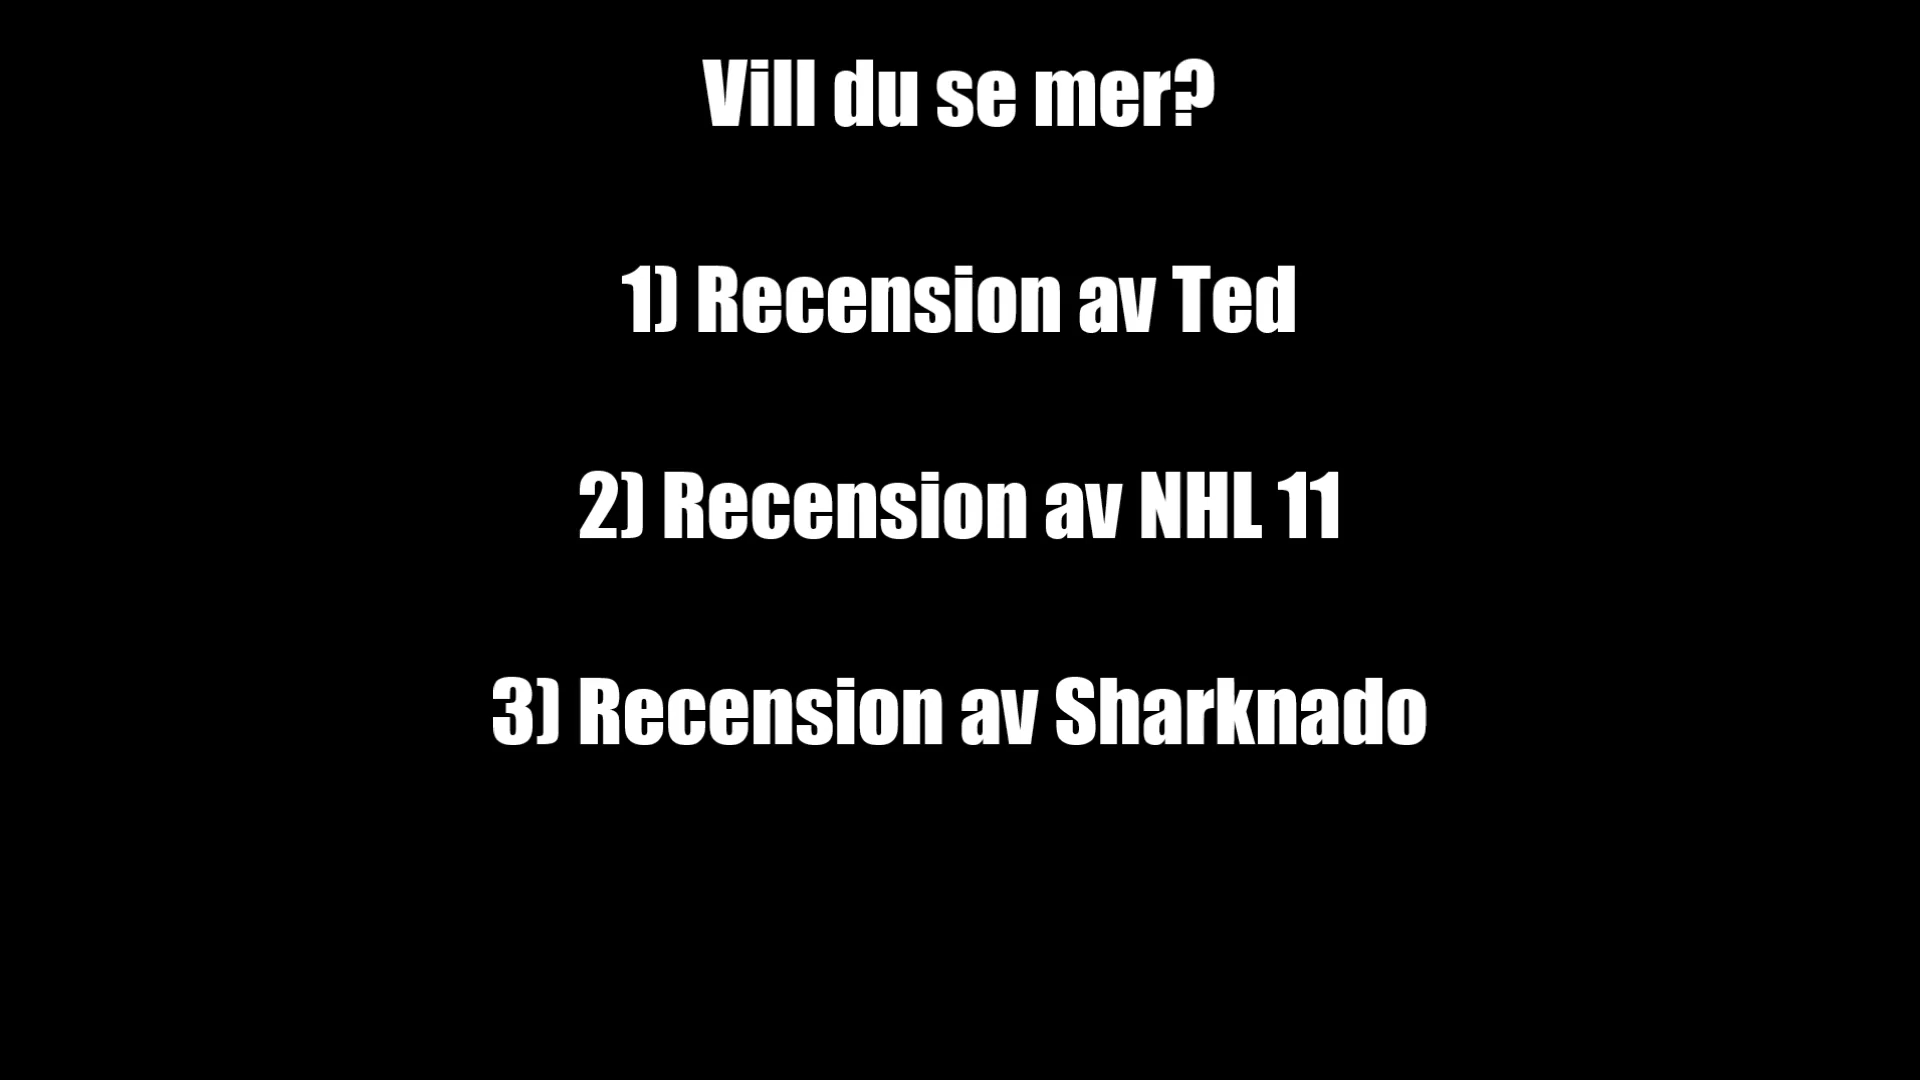 Vill du se mer?
1) Recension av Ted
2) Recension av NHL 11
3) Recension av Sharknado